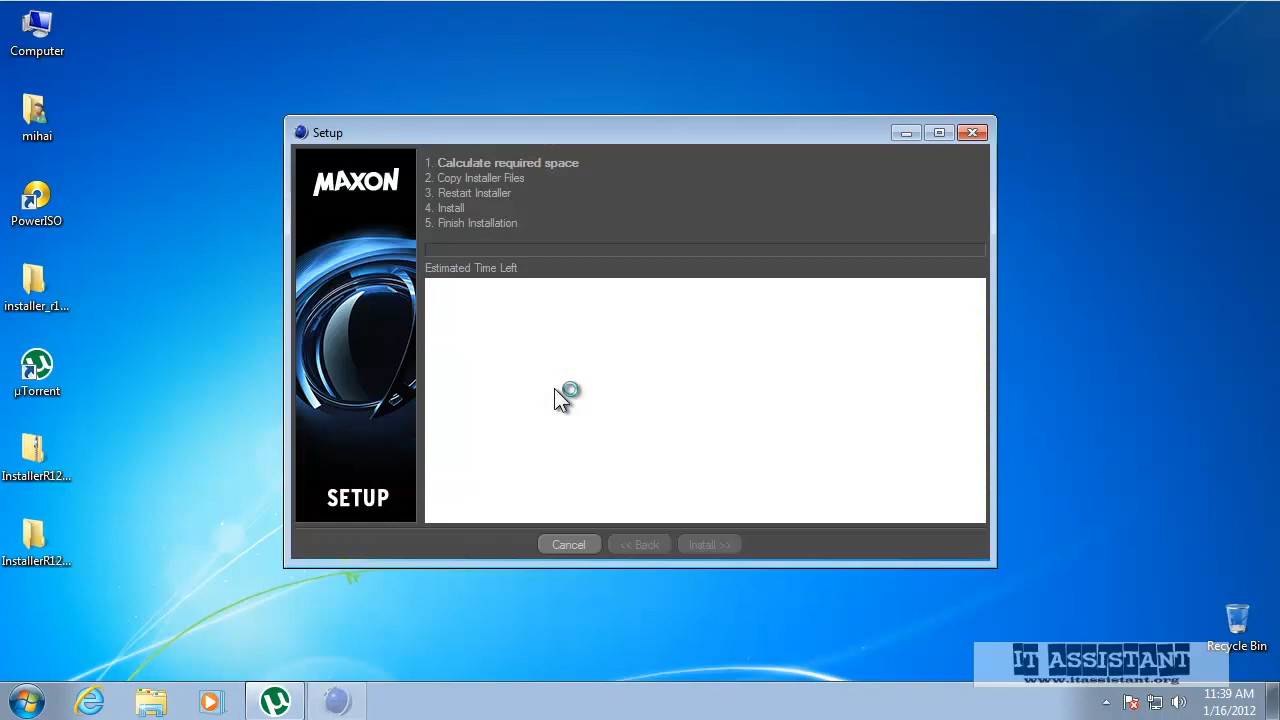 Computer
mihai
PowerISO
installer_r1...
µTorrent
InstallerR12...
InstallerR12...
Setup
MAXON
SETUP
1. Calculate required space
2. Copy Installer Files
3. Restart Installer
4. Install
5. Finish Installation
Estimated Time Left
Cancel
<< Back
Install >>
Recycle Bin
IT ASSISTANT
www.itassistant.org
11:39 AM
1/16/2012